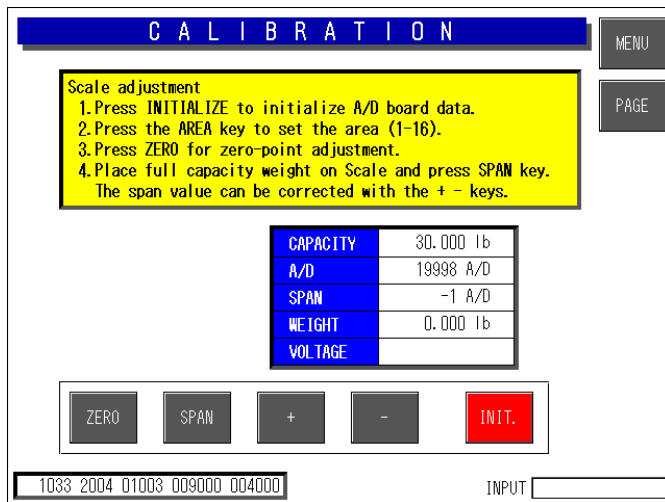 CALIBRATION
MENU
PAGE
Scale adjustment
1.Press INITIALIZE to initialize A/D board data.
2.Press the AREA key to set the area (1-16).
3.Press ZERO for zero-point adjustment.
4.Place full capacity weight on Scale and press SPAN key.
The span value can be corrected with the + - keys.
CAPACITY 30.000 lb
A/D 19998 A/D
SPAN -1 A/D
WEIGHT 0.000 lb
VOLTAGE
ZERO SPAN + - INIT.
1033 2004 01003 009000 004000 INPUT